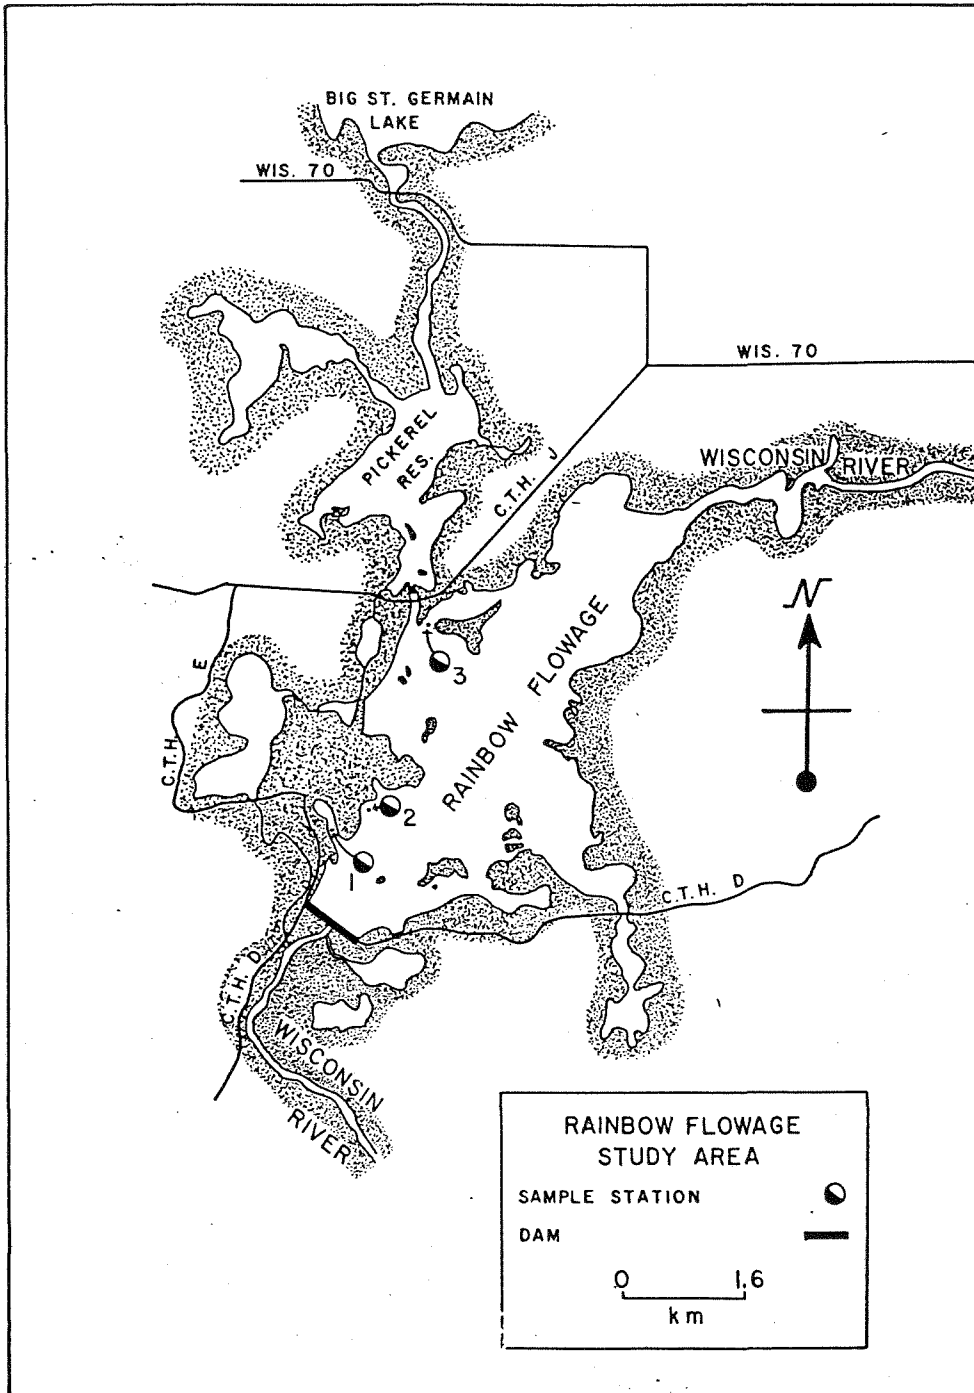 BIG ST. GERMAIN
LAKE
WIS. 70
WIS. 70
PICKEREL
RES.
C.T.H. J
WISCONSIN
RIVER
N
C.T.H. E
3
RAINBOW FLOWAGE
2
1
C.T.H. D
C.T.H. D
WISCONSIN
RIVER
RAINBOW FLOWAGE
STUDY AREA
SAMPLE STATION
DAM
0 1.6
km